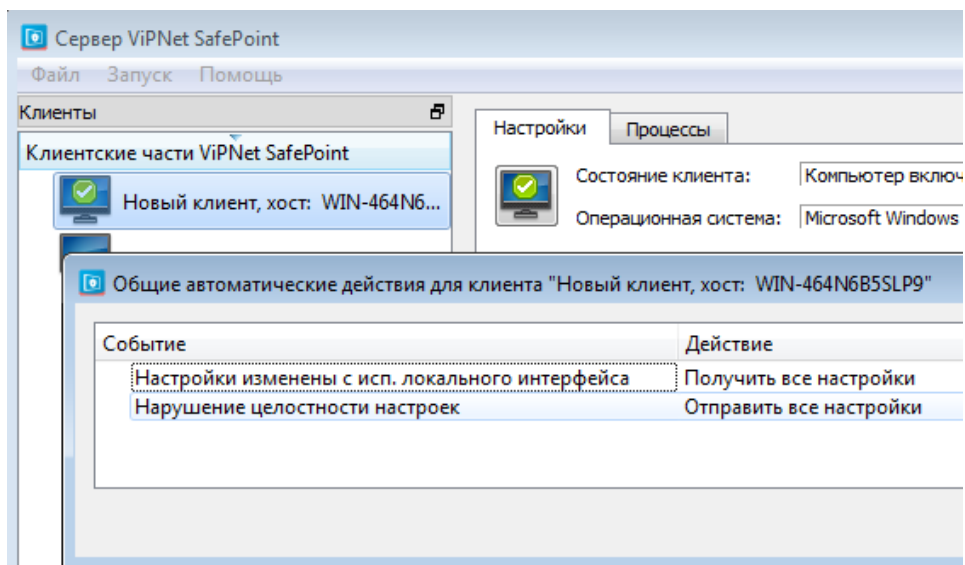 Сервер ViPNet SafePoint
Файл Запуск Помощь
Клиенты
Настройки Процессы
Клиентские части ViPNet SafePoint
Состояние клиента: Компьютер включ
Новый клиент, хост: WIN-464N6...
Операционная система: Microsoft Windows
Общие автоматические действия для клиента "Новый клиент, хост: WIN-464N6B5SLP9"
Событие Действие
Настройки изменены с исп. локального интерфейса Получить все настройки
Нарушение целостности настроек Отправить все настройки